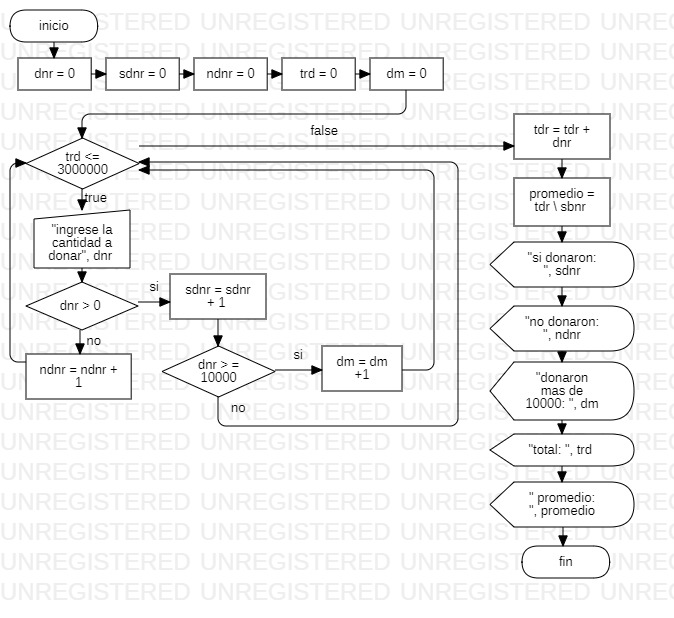 inicio
dnr = 0
sdnr = 0
ndnr = 0
trd = 0
dm = 0
false
trd <=
3000000
true
"ingrese la
cantidad a
donar", dnr
dnr > 0
si
no
sdnr = sdnr
+ 1
ndnr = ndnr +
1
dnr > =
10000
si
no
dm = dm
+1
tdr = tdr +
dnr
promedio =
tdr \ sbnr
"si donaron:
", sdnr
"no donaron:
", ndnr
"donaron
mas de
10000: ", dm
"total: ", trd
" promedio:
", promedio
fin
UNREGISTERED